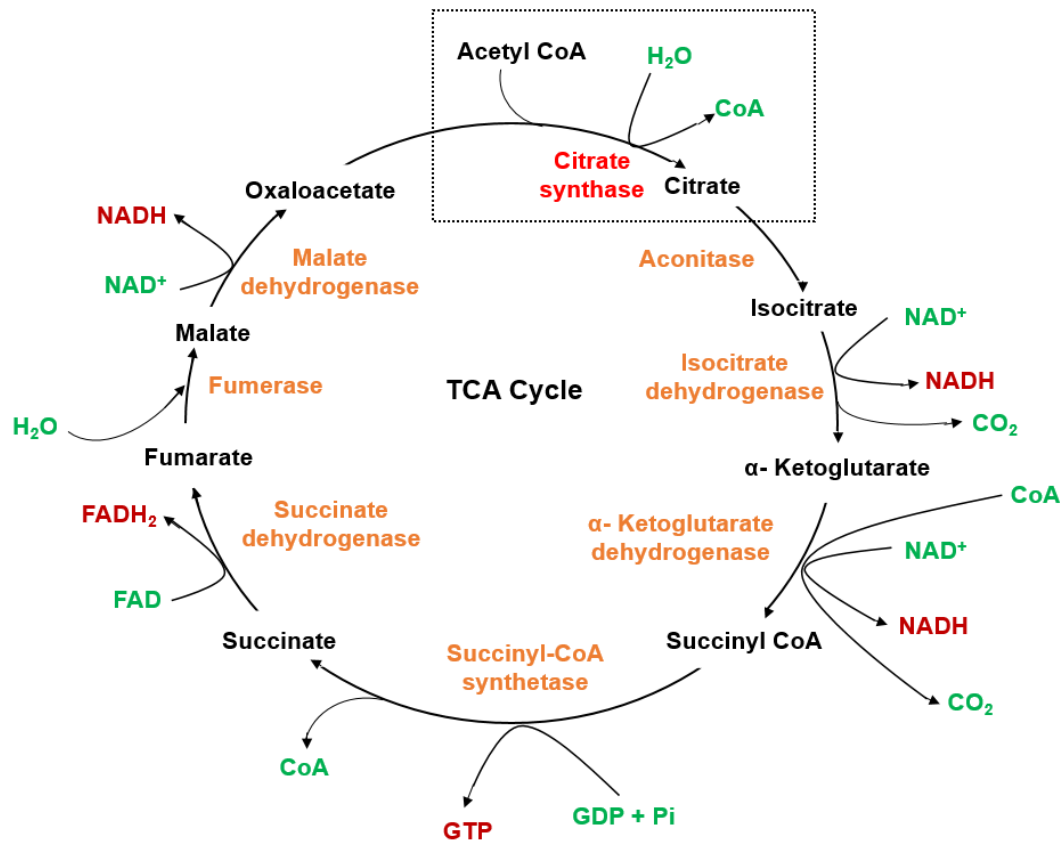 Acetyl CoA
H₂O
CoA
Citrate
synthase
Citrate
Oxaloacetate
NADH
NAD⁺
Malate
dehydrogenase
Aconitase
Isocitrate
NAD⁺
Isocitrate
dehydrogenase
NADH
CO₂
Malate
Fumerase
TCA Cycle
H₂O
Fumarate
α- Ketoglutarate
CoA
FADH₂
Succinate
dehydrogenase
α- Ketoglutarate
dehydrogenase
NAD⁺
FAD
NADH
Succinate
Succinyl CoA
Succinyl-CoA
synthetase
CO₂
CoA
GTP
GDP + Pi